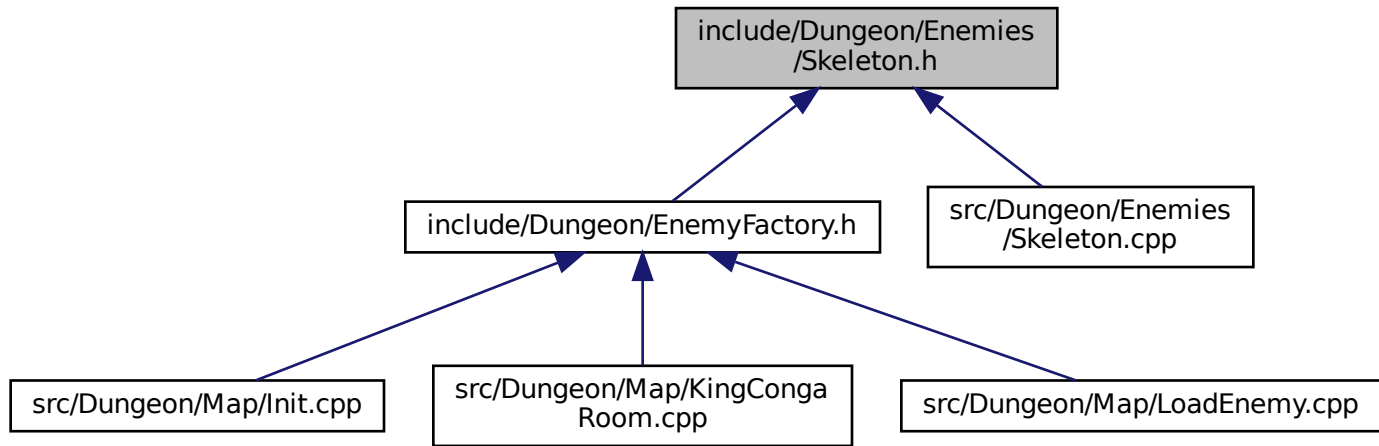 include/Dungeon/Enemies
/Skeleton.h
include/Dungeon/EnemyFactory.h
src/Dungeon/Enemies
/Skeleton.cpp
src/Dungeon/Map/Init.cpp
src/Dungeon/Map/KingConga
Room.cpp
src/Dungeon/Map/LoadEnemy.cpp